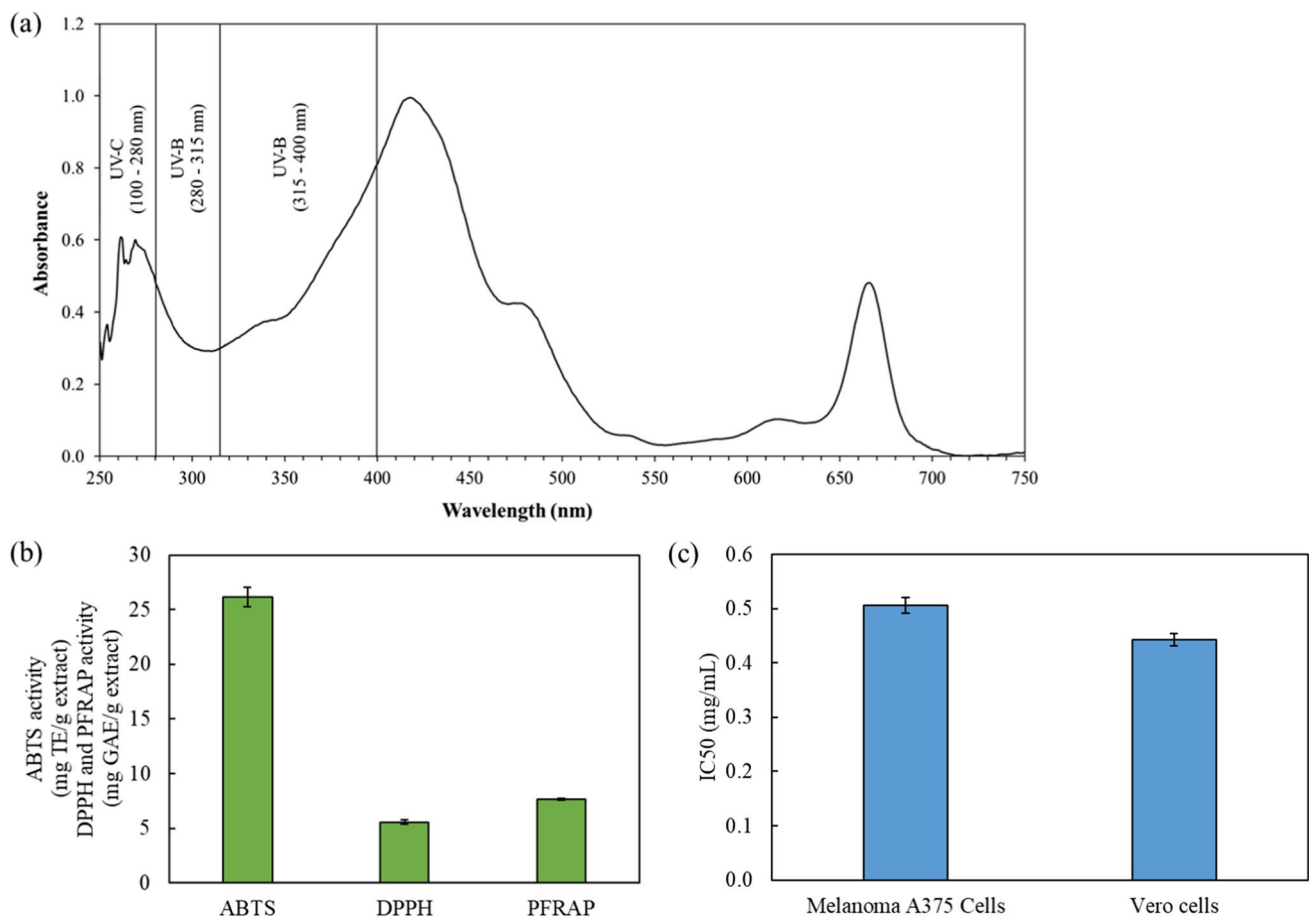 (a)
1.2
1.0
0.8
0.6
0.4
0.2
0.0
Absorbance
UV-C
(100 - 280 nm)
UV-B
(280 - 315 nm)
UV-B
(315 - 400 nm)
250 300 350 400 450 500 550 600 650 700 750
Wavelength (nm)
(b)
30
25
20
15
10
5
0
ABTS activity
(mg TE/g extract)
DPPH and PFRAP activity
(mg GAE/g extract)
ABTS DPPH PFRAP
(c)
0.6
0.5
0.4
0.3
0.2
0.1
0.0
IC50 (mg/mL)
Melanoma A375 Cells Vero cells